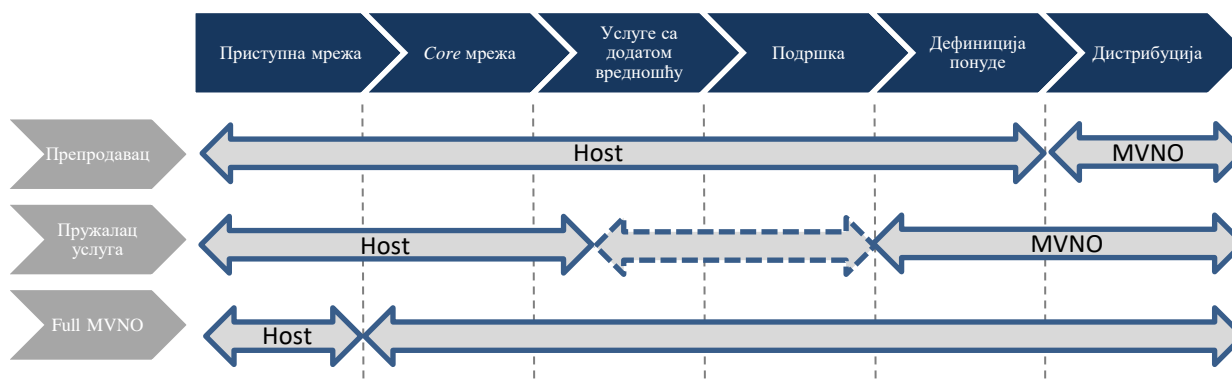 Приступна мрежа
Core мрежа
Услуге са
додатом
вредношћу
Подршка
Дефиниција
понуде
Дистрибуција
Препродавац
Host
MVNO
Пружалац
услуга
Host
MVNO
Full MVNO
Host